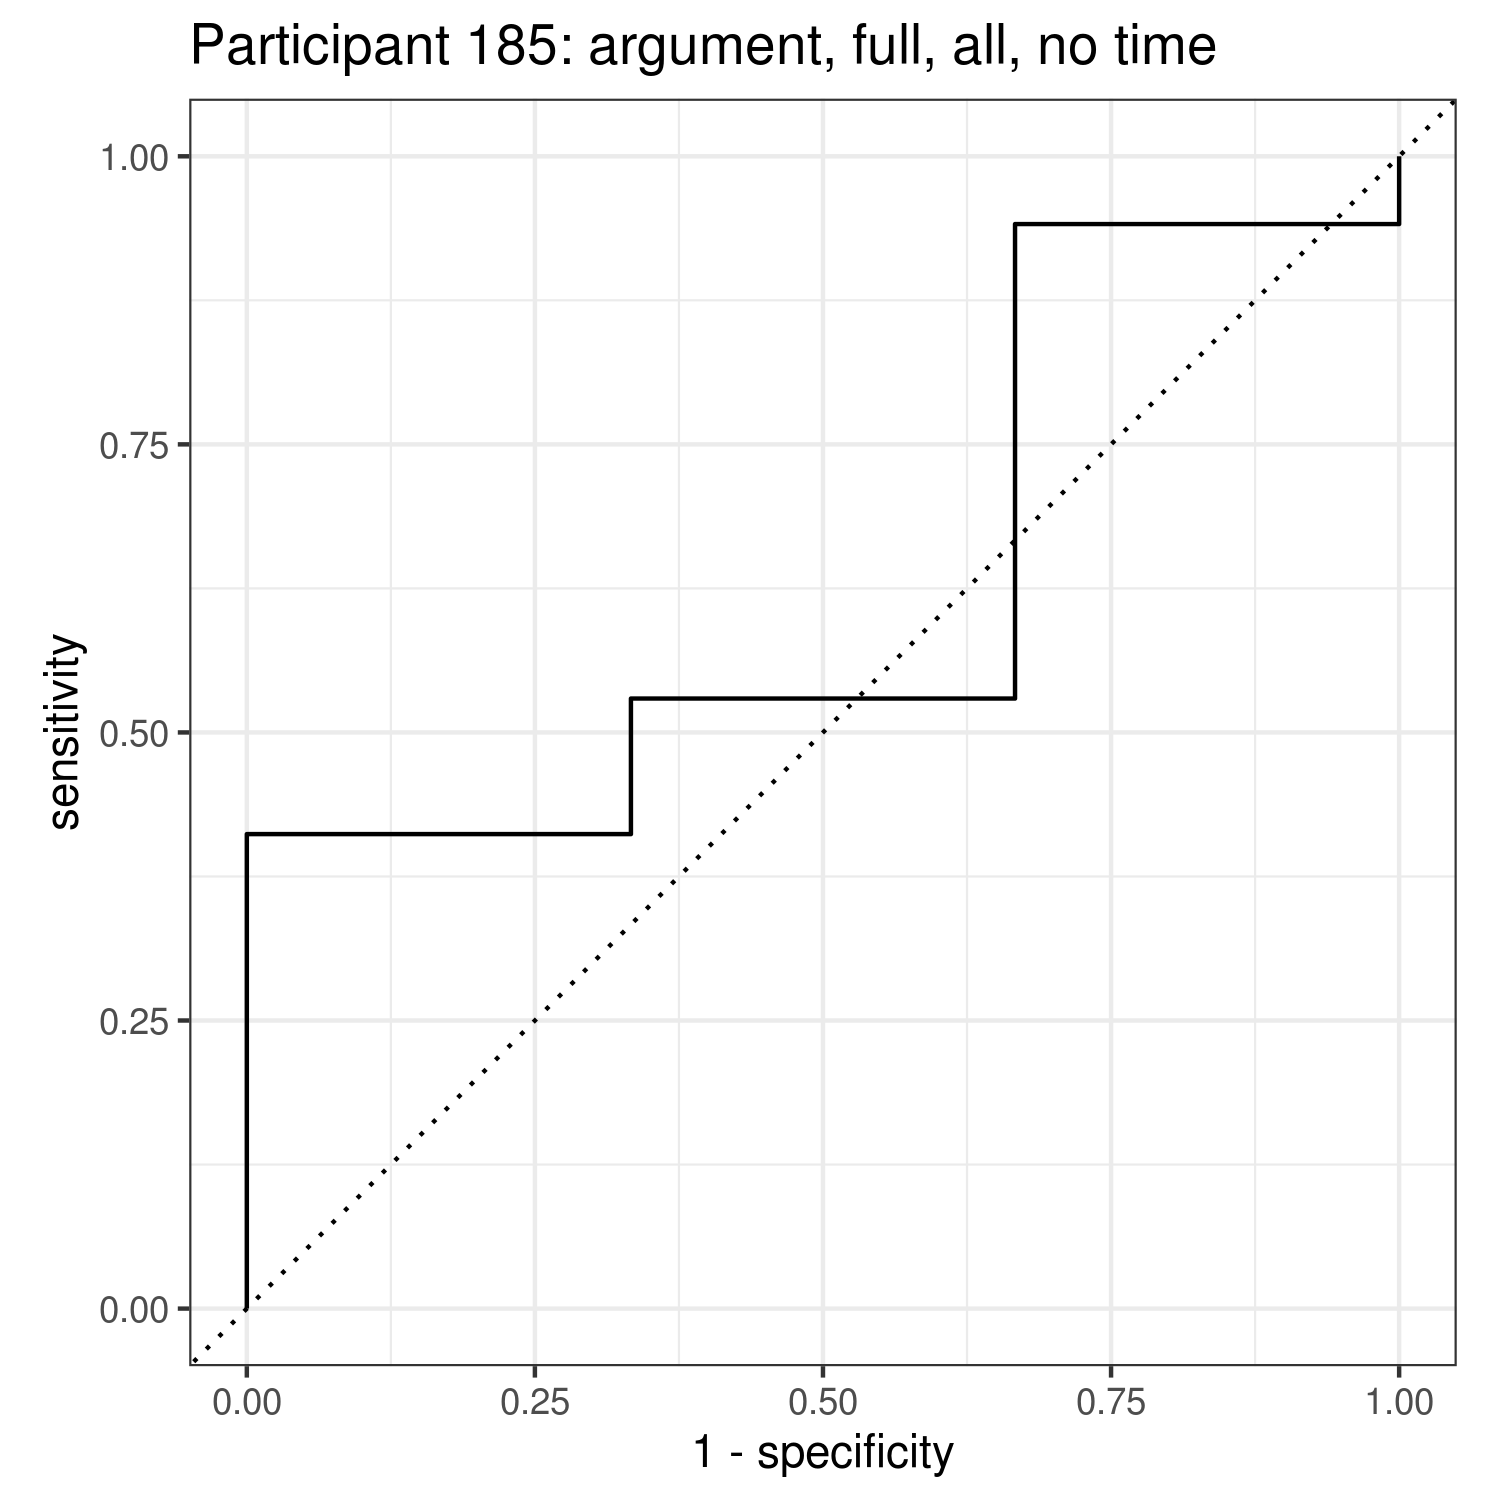 Participant 185: argument, full, all, no time
1.00
0.75
0.50
0.25
0.00
sensitivity
0.00 0.25 0.50 0.75 1.00
1 - specificity